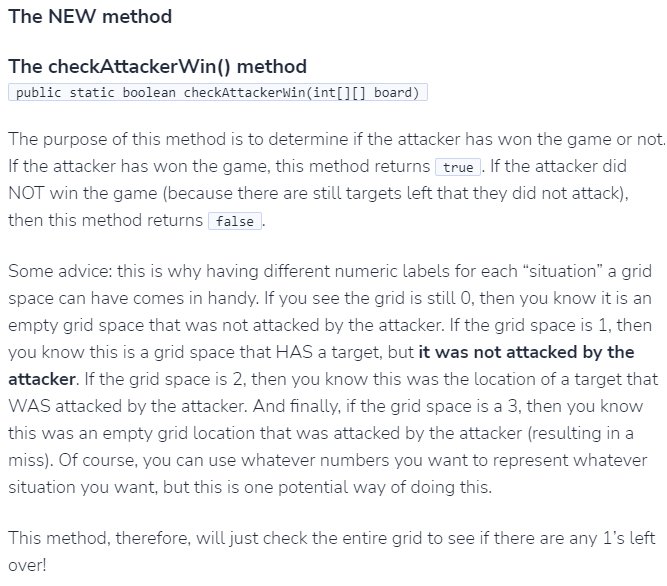 The NEW method
The checkAttackerWin() method
public static boolean checkAttackerWin(int[][] board)
The purpose of this method is to determine if the attacker has won the game or not.
If the attacker has won the game, this method returns true . If the attacker did
NOT win the game (because there are still targets left that they did not attack),
then this method returns false .
Some advice: this is why having different numeric labels for each “situation” a grid
space can have comes in handy. If you see the grid is still 0, then you know it is an
empty grid space that was not attacked by the attacker. If the grid space is 1, then
you know this is a grid space that HAS a target, but it was not attacked by the
attacker. If the grid space is 2, then you know this was the location of a target that
WAS attacked by the attacker. And finally, if the grid space is a 3, then you know
this was an empty grid location that was attacked by the attacker (resulting in a
miss). Of course, you can use whatever numbers you want to represent whatever
situation you want, but this is one potential way of doing this.
This method, therefore, will just check the entire grid to see if there are any 1’s left
over!